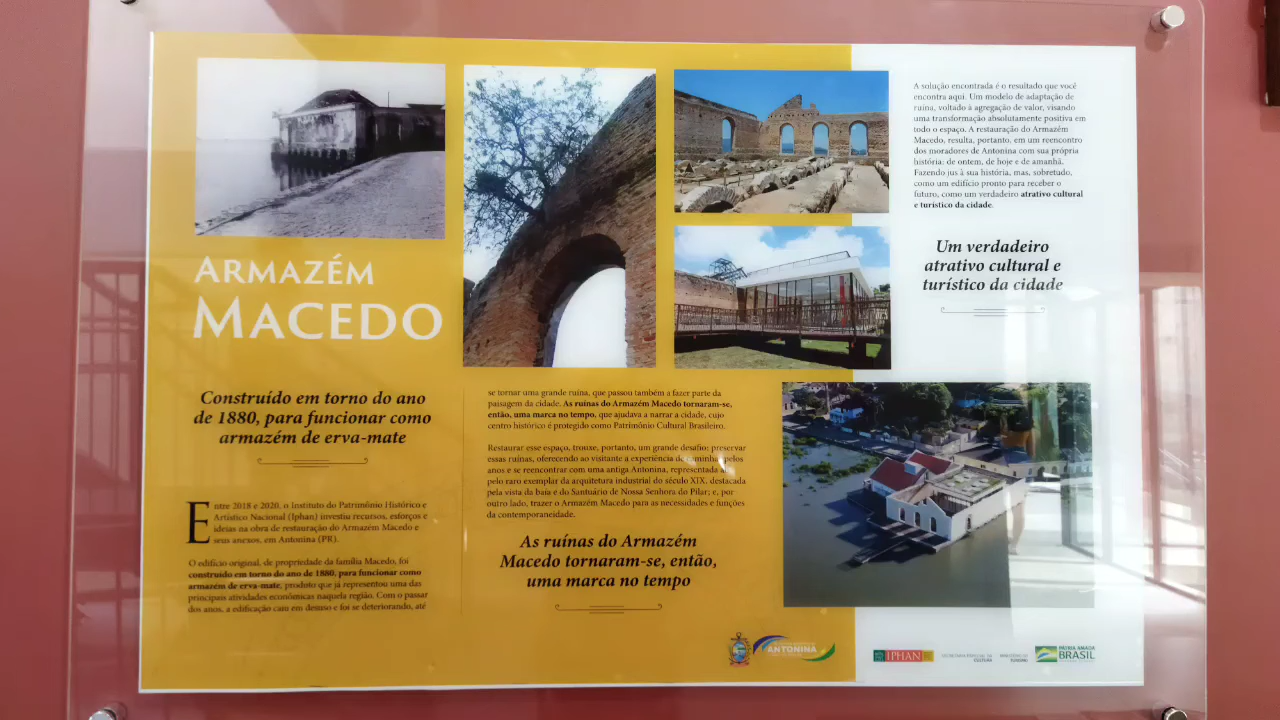 ARMAZÉM
MACEDO
Construído em torno do ano
de 1880, para funcionar como
armazém de erva-mate
Entre 2018 e 2020, o Instituto do Patrimônio Histórico e
Artístico Nacional (Iphan) investiu recursos, esforços e
ideias na obra de restauração do Armazém Macedo e
seus anexos, em Antonina (PR).
O edifício original, de propriedade da família Macedo, foi
construído em torno do ano de 1880, para funcionar como
armazém de erva-mate, produto que já representou uma das
principais atividades econômicas naquela região. Com o passar
dos anos, a edificação caiu em desuso e foi se deteriorando, até
se tornar uma grande ruína, que passou também a fazer parte da
paisagem da cidade. As ruínas do Armazém Macedo tornaram-se,
então, uma marca no tempo, que ajudava a narrar a cidade, cujo
centro histórico é protegido como Patrimônio Cultural Brasileiro.
Restaurar esse espaço, trouxe, portanto, um grande desafio: preservar
essas ruínas, oferecendo ao visitante a experiência de caminhar pelos
anos e se reencontrar com uma antiga Antonina, representada
pelo raro exemplar da arquitetura industrial do século XIX, destacada
pela vista da baía e do Santuário de Nossa Senhora do Pilar; e, por
outro lado, trazer o Armazém Macedo para as necessidades e funções
da contemporaneidade.
As ruínas do Armazém
Macedo tornaram-se, então,
uma marca no tempo
A solução encontrada é o resultado que você
encontra aqui. Um modelo de adaptação de
ruína, voltado à agregação de valor, visando
uma transformação absolutamente positiva em
todo o espaço. A restauração do Armazém
Macedo, resulta, portanto, em um reencontro
dos moradores de Antonina com sua própria
história: de ontem, de hoje e de amanhã.
Fazendo jus à sua história, mas, sobretudo,
como um edifício pronto para receber o
futuro, como um verdadeiro atrativo cultural
e turístico da cidade.
Um verdadeiro
atrativo cultural e
turístico da cidade
ANTONINA
IPHAN
SECRETARIA ESPECIAL DA
CULTURA
MINISTÉRIO DO
TURISMO
PÁTRIA AMADA
BRASIL